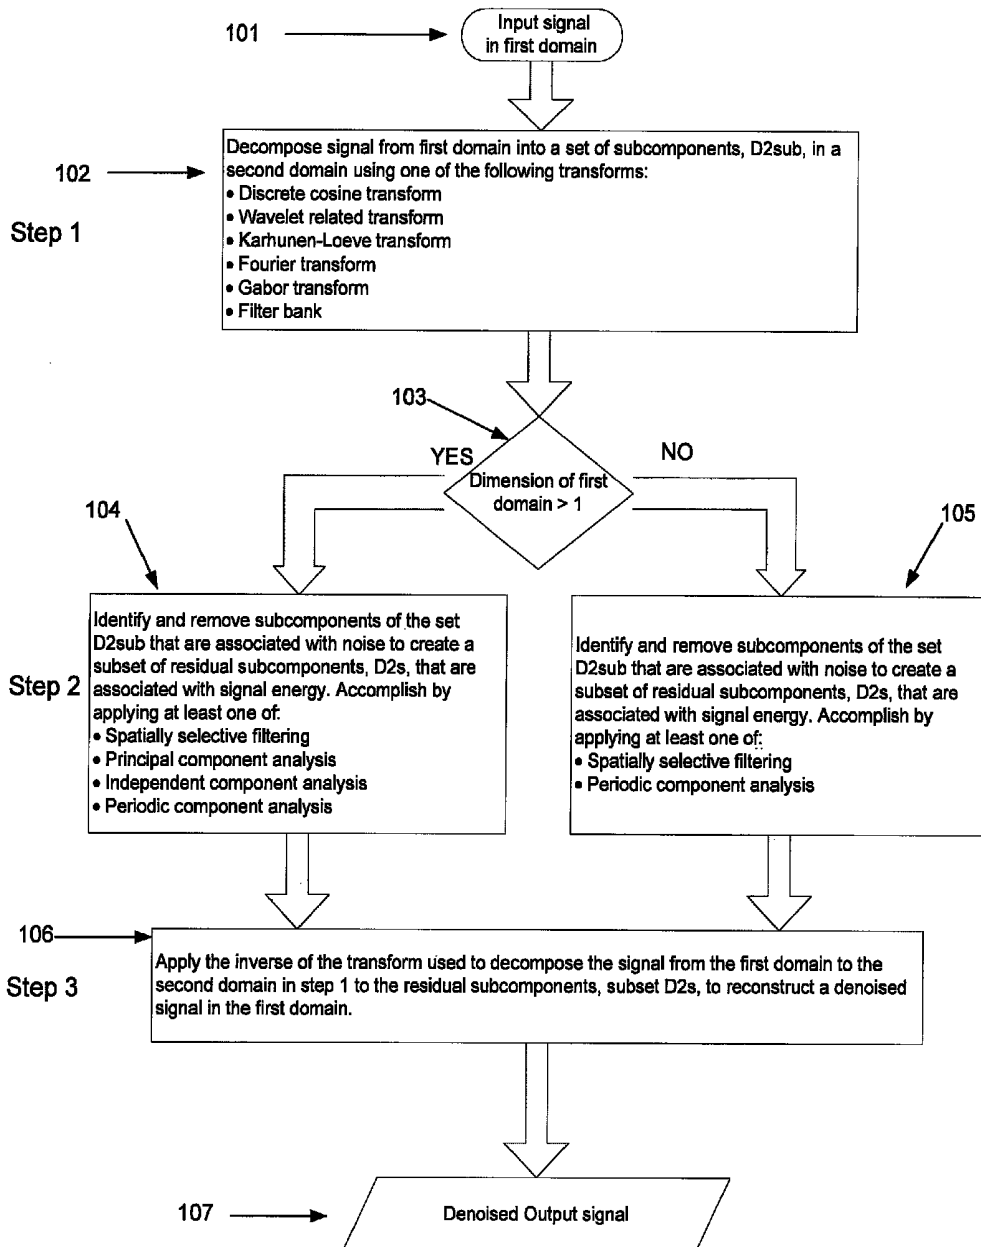 101
Input signal
in first domain
102
Step 1
Decompose signal from first domain into a set of subcomponents, D2sub, in a
second domain using one of the following transforms:
• Discrete cosine transform
• Wavelet related transform
• Karhunen-Loeve transform
• Fourier transform
• Gabor transform
• Filter bank
103
YES
NO
Dimension of first
domain > 1
104
105
Step 2
Identify and remove subcomponents of the set
D2sub that are associated with noise to create a
subset of residual subcomponents, D2s, that are
associated with signal energy. Accomplish by
applying at least one of:
• Spatially selective filtering
• Principal component analysis
• Independent component analysis
• Periodic component analysis
Identify and remove subcomponents of the set
D2sub that are associated with noise to create a
subset of residual subcomponents, D2s, that are
associated with signal energy. Accomplish by
applying at least one of:
• Spatially selective filtering
• Periodic component analysis
106
Step 3
Apply the inverse of the transform used to decompose the signal from the first domain to the
second domain in step 1 to the residual subcomponents, subset D2s, to reconstruct a denoised
signal in the first domain.
107
Denoised Output signal